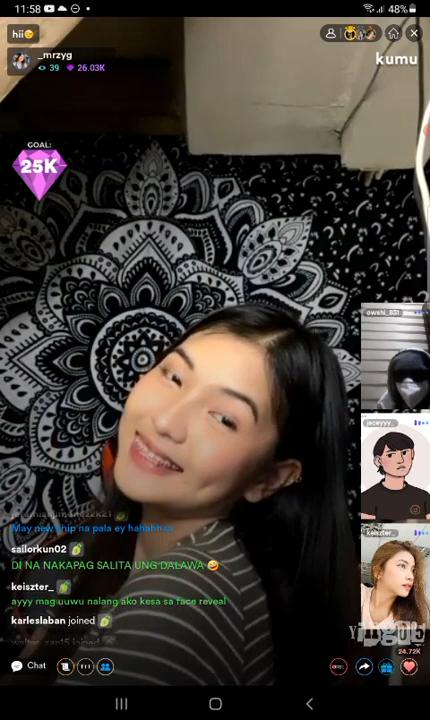 11:58
48%
hii😊
_mrzyg
39 26.03K
kumu
GOAL:
25K
owshi_831
jaceyyy_
keiszter_
May new ship na pala ey hahahhaa
sailorkun02
DI NA NAKAPAG SALITA UNG DALAWA 🤣
keiszter_
ayyy mag uuwu nalang ako kesa sa face reveal
karleslaban joined
24.72K
Chat